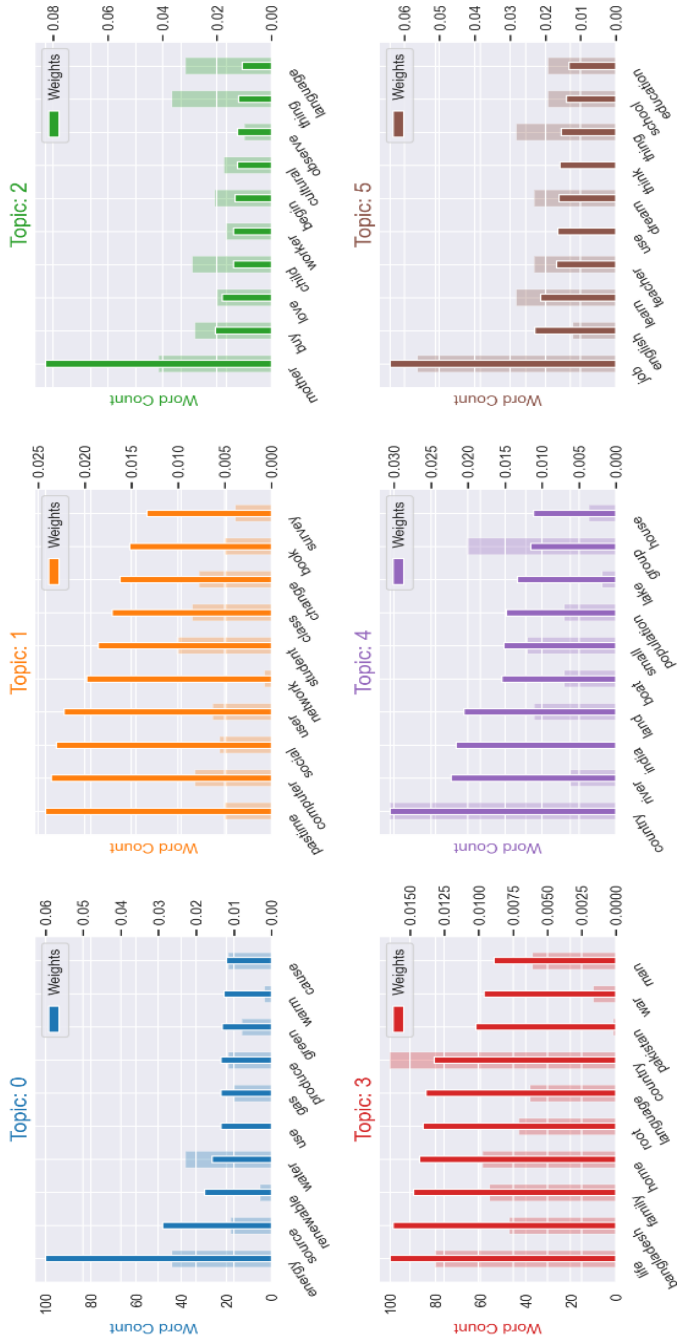 Topic: 0
Weights
Word Count
100
80
60
40
20
0
0.06
0.05
0.04
0.03
0.02
0.01
0.00
energy
source
renewable
water
use
gas
produce
green
warm
cause
Topic: 1
Weights
Word Count
0.025
0.020
0.015
0.010
0.005
0.000
pastime
computer
social
user
network
student
class
change
book
survey
Topic: 2
Weights
Word Count
0.08
0.06
0.04
0.02
0.00
mother
buy
love
child
worker
begin
cultural
observe
thing
language
Topic: 3
Weights
Word Count
100
80
60
40
20
0
0.0150
0.0125
0.0100
0.0075
0.0050
0.0025
0.0000
life
bangladesh
family
home
root
language
country
pakistan
war
man
Topic: 4
Weights
Word Count
0.030
0.025
0.020
0.015
0.010
0.005
0.000
country
river
india
land
boat
small
population
lake
group
house
Topic: 5
Weights
Word Count
0.06
0.05
0.04
0.03
0.02
0.01
0.00
job
english
learn
teacher
use
dream
think
thing
school
education